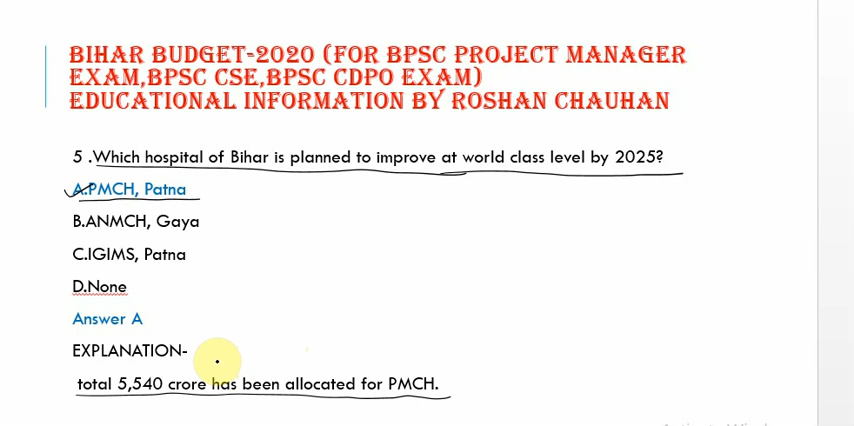 BIHAR BUDGET-2020 (FOR BPSC PROJECT MANAGER
EXAM,BPSC CSE,BPSC CDPO EXAM)
EDUCATIONAL INFORMATION BY ROSHAN CHAUHAN
5 .Which hospital of Bihar is planned to improve at world class level by 2025?
A.PMCH, Patna
B.ANMCH, Gaya
C.IGIMS, Patna
D.None
Answer A
EXPLANATION-
total 5,540 crore has been allocated for PMCH.